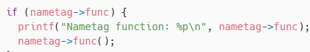 if (nametag->func) {
printf("Nametag function: %p\n", nametag->func);
nametag->func();